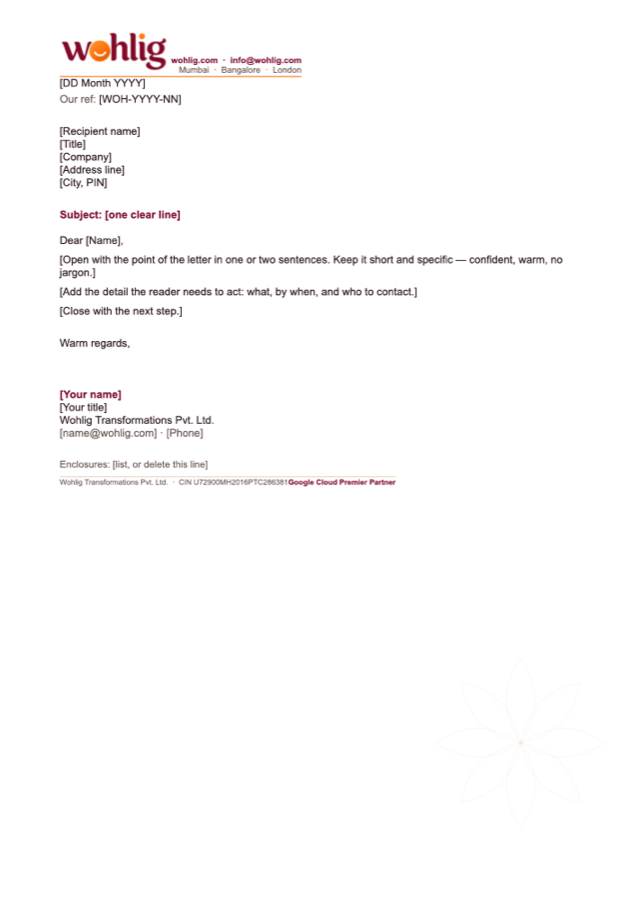 wohlig
wohlig.com · info@wohlig.com
Mumbai · Bangalore · London
[DD Month YYYY]
Our ref: [WOH-YYYY-NN]
[Recipient name]
[Title]
[Company]
[Address line]
[City, PIN]
Subject: [one clear line]
Dear [Name],
[Open with the point of the letter in one or two sentences. Keep it short and specific — confident, warm, no
jargon.]
[Add the detail the reader needs to act: what, by when, and who to contact.]
[Close with the next step.]
Warm regards,
[Your name]
[Your title]
Wohlig Transformations Pvt. Ltd.
[name@wohlig.com] · [Phone]
Enclosures: [list, or delete this line]
Wohlig Transformations Pvt. Ltd. · CIN U72900MH2016PTC286381Google Cloud Premier Partner